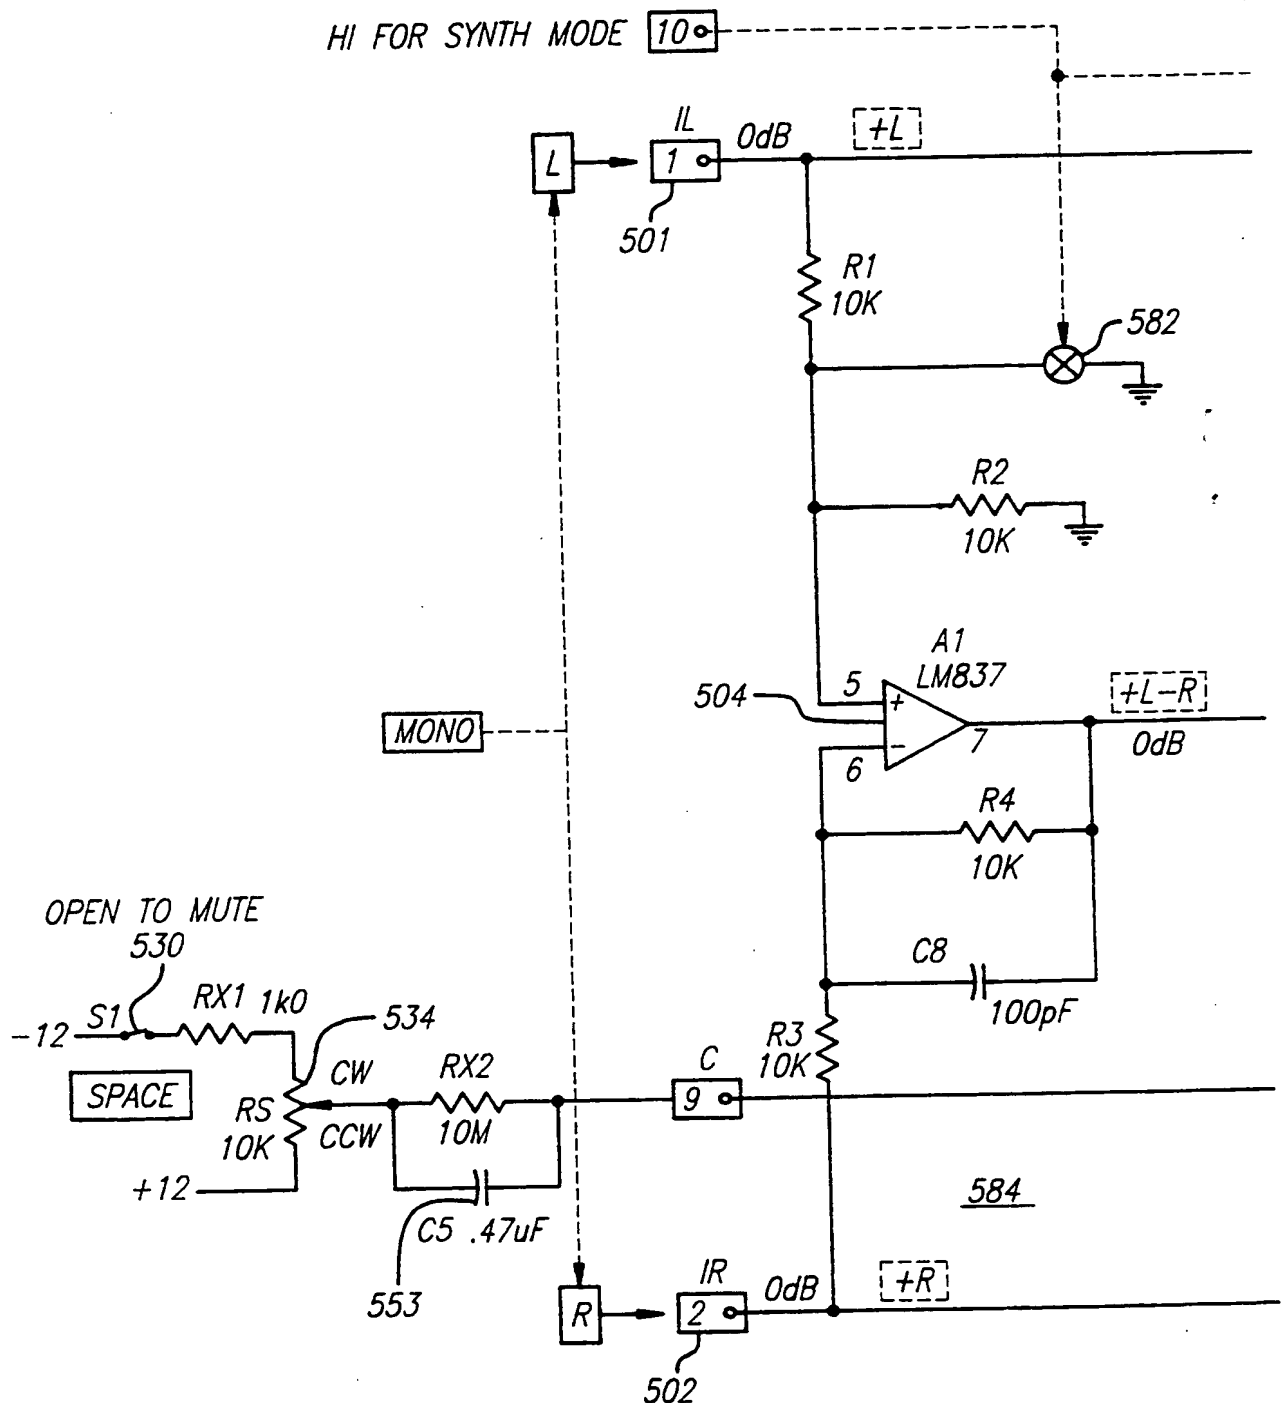 HI FOR SYNTH MODE 10
IL
L
1
0dB
+L
501
R1
10K
582
R2
10K
A1
LM837
504
5
+
6
-
7
+L-R
0dB
MONO
R4
10K
OPEN TO MUTE
530
C8
100pF
-12
S1
RX1
1k0
534
R3
10K
SPACE
CW
RX2
C
9
RS
10K
CCW
10M
+12
C5 .47uF
584
553
IR
R
2
0dB
+R
502